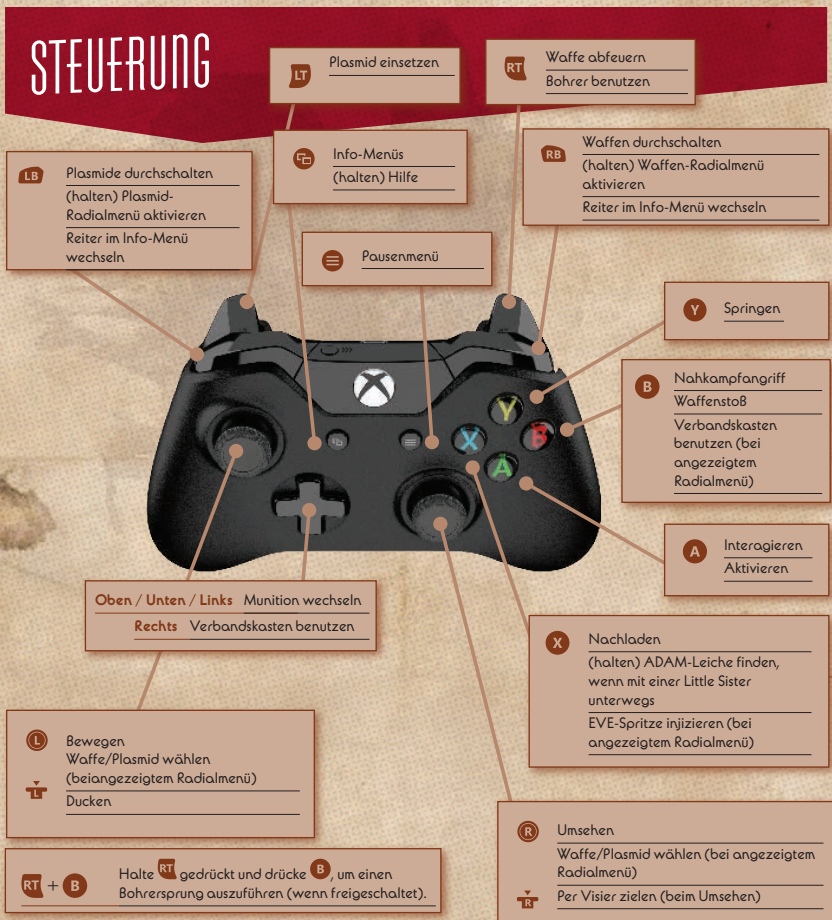 STEUERUNG
LT Plasmid einsetzen
RT Waffe abfeuern
Bohrer benutzen
Info-Menüs
(halten) Hilfe
RB Waffen durchschalten
(halten) Waffen-Radialmenü
aktivieren
Reiter im Info-Menü wechseln
LB Plasmide durchschalten
(halten) Plasmid-
Radialmenü aktivieren
Reiter im Info-Menü
wechseln
Pausenmenü
Y Springen
B Nahkampfangriff
Waffenstoß
Verbandskasten
benutzen (bei
angezeigtem
Radialmenü)
Y
X
B
A
A Interagieren
Aktivieren
Oben / Unten / Links Munition wechseln
Rechts Verbandskasten benutzen
X Nachladen
(halten) ADAM-Leiche finden,
wenn mit einer Little Sister
unterwegs
EVE-Spritze injizieren (bei
angezeigtem Radialmenü)
L Bewegen
Waffe/Plasmid wählen
(beiangezeigtem Radialmenü)
L Ducken
R Umsehen
Waffe/Plasmid wählen (bei angezeigtem
Radialmenü)
R Per Visier zielen (beim Umsehen)
RT + B Halte RT gedrückt und drücke B, um einen
Bohrersprung auszuführen (wenn freigeschaltet).